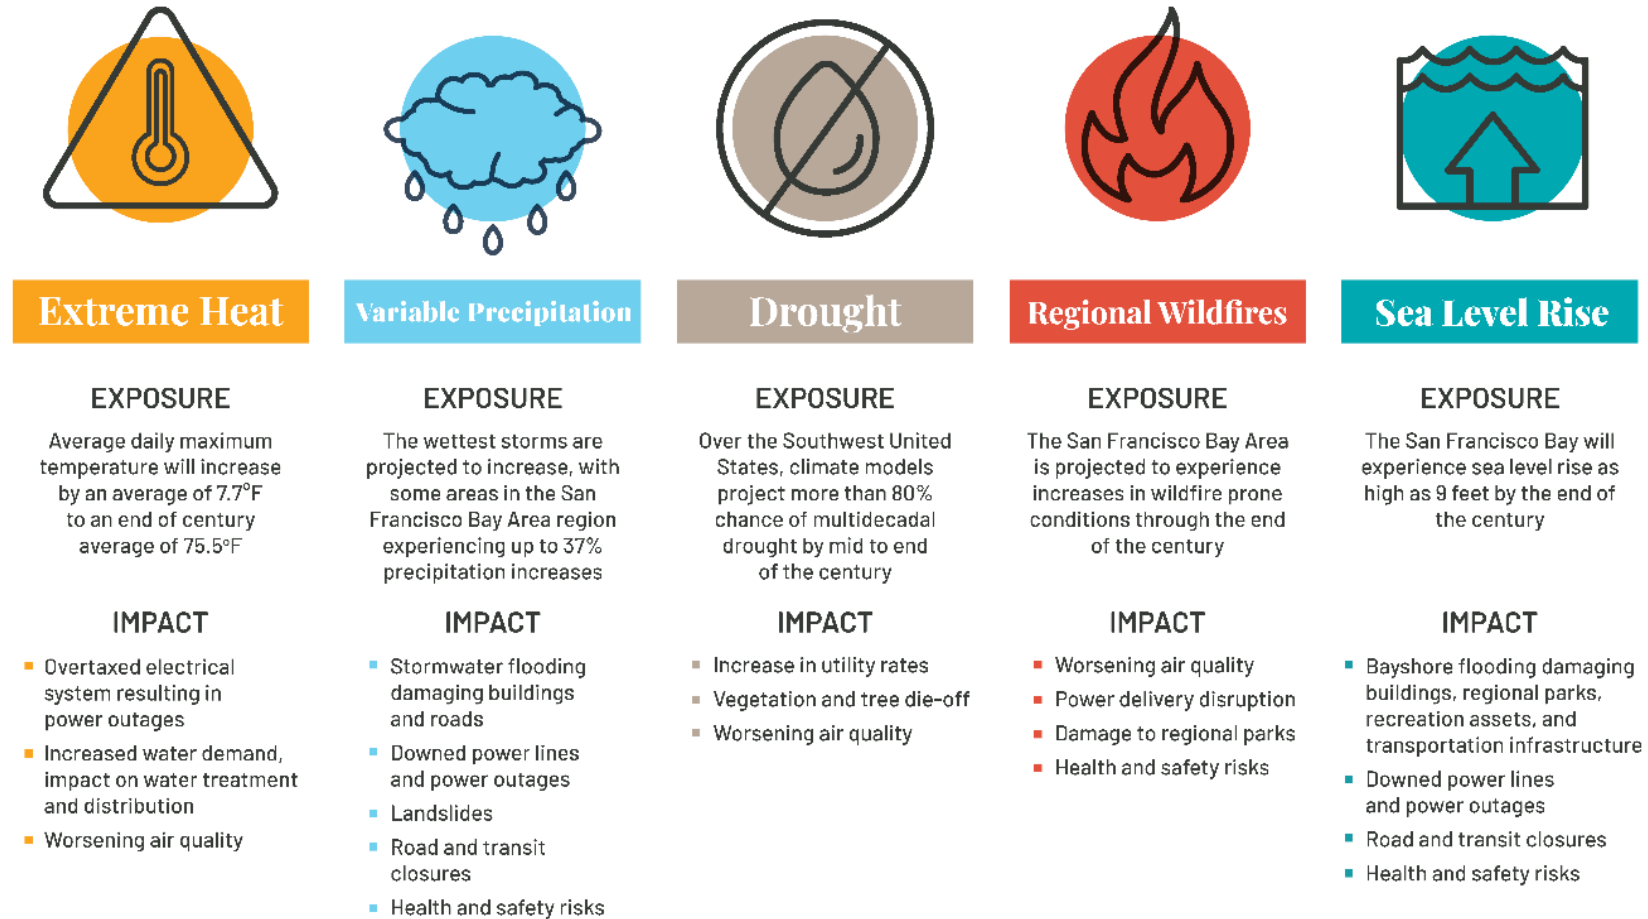 Extreme Heat
EXPOSURE
Average daily maximum
temperature will increase
by an average of 7.7°F
to an end of century
average of 75.5°F
IMPACT
Overtaxed electrical
system resulting in
power outages
Increased water demand,
impact on water treatment
and distribution
Worsening air quality
Variable Precipitation
EXPOSURE
The wettest storms are
projected to increase, with
some areas in the San
Francisco Bay Area region
experiencing up to 37%
precipitation increases
IMPACT
Stormwater flooding
damaging buildings
and roads
Downed power lines
and power outages
Landslides
Road and transit
closures
Health and safety risks
Drought
EXPOSURE
Over the Southwest United
States, climate models
project more than 80%
chance of multidecadal
drought by mid to end
of the century
IMPACT
Increase in utility rates
Vegetation and tree die-off
Worsening air quality
Regional Wildfires
EXPOSURE
The San Francisco Bay Area
is projected to experience
increases in wildfire prone
conditions through the end
of the century
IMPACT
Worsening air quality
Power delivery disruption
Damage to regional parks
Health and safety risks
Sea Level Rise
EXPOSURE
The San Francisco Bay will
experience sea level rise as
high as 9 feet by the end of
the century
IMPACT
Bayshore flooding damaging
buildings, regional parks,
recreation assets, and
transportation infrastructure
Downed power lines
and power outages
Road and transit closures
Health and safety risks